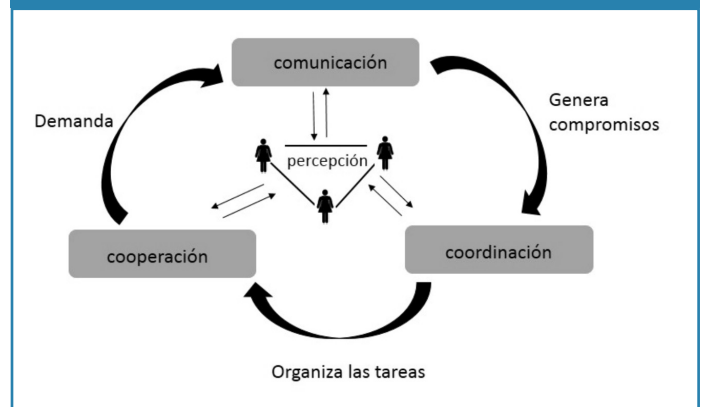 comunicación
Demanda
Genera
compromisos
percepción
cooperación
coordinación
Organiza las tareas